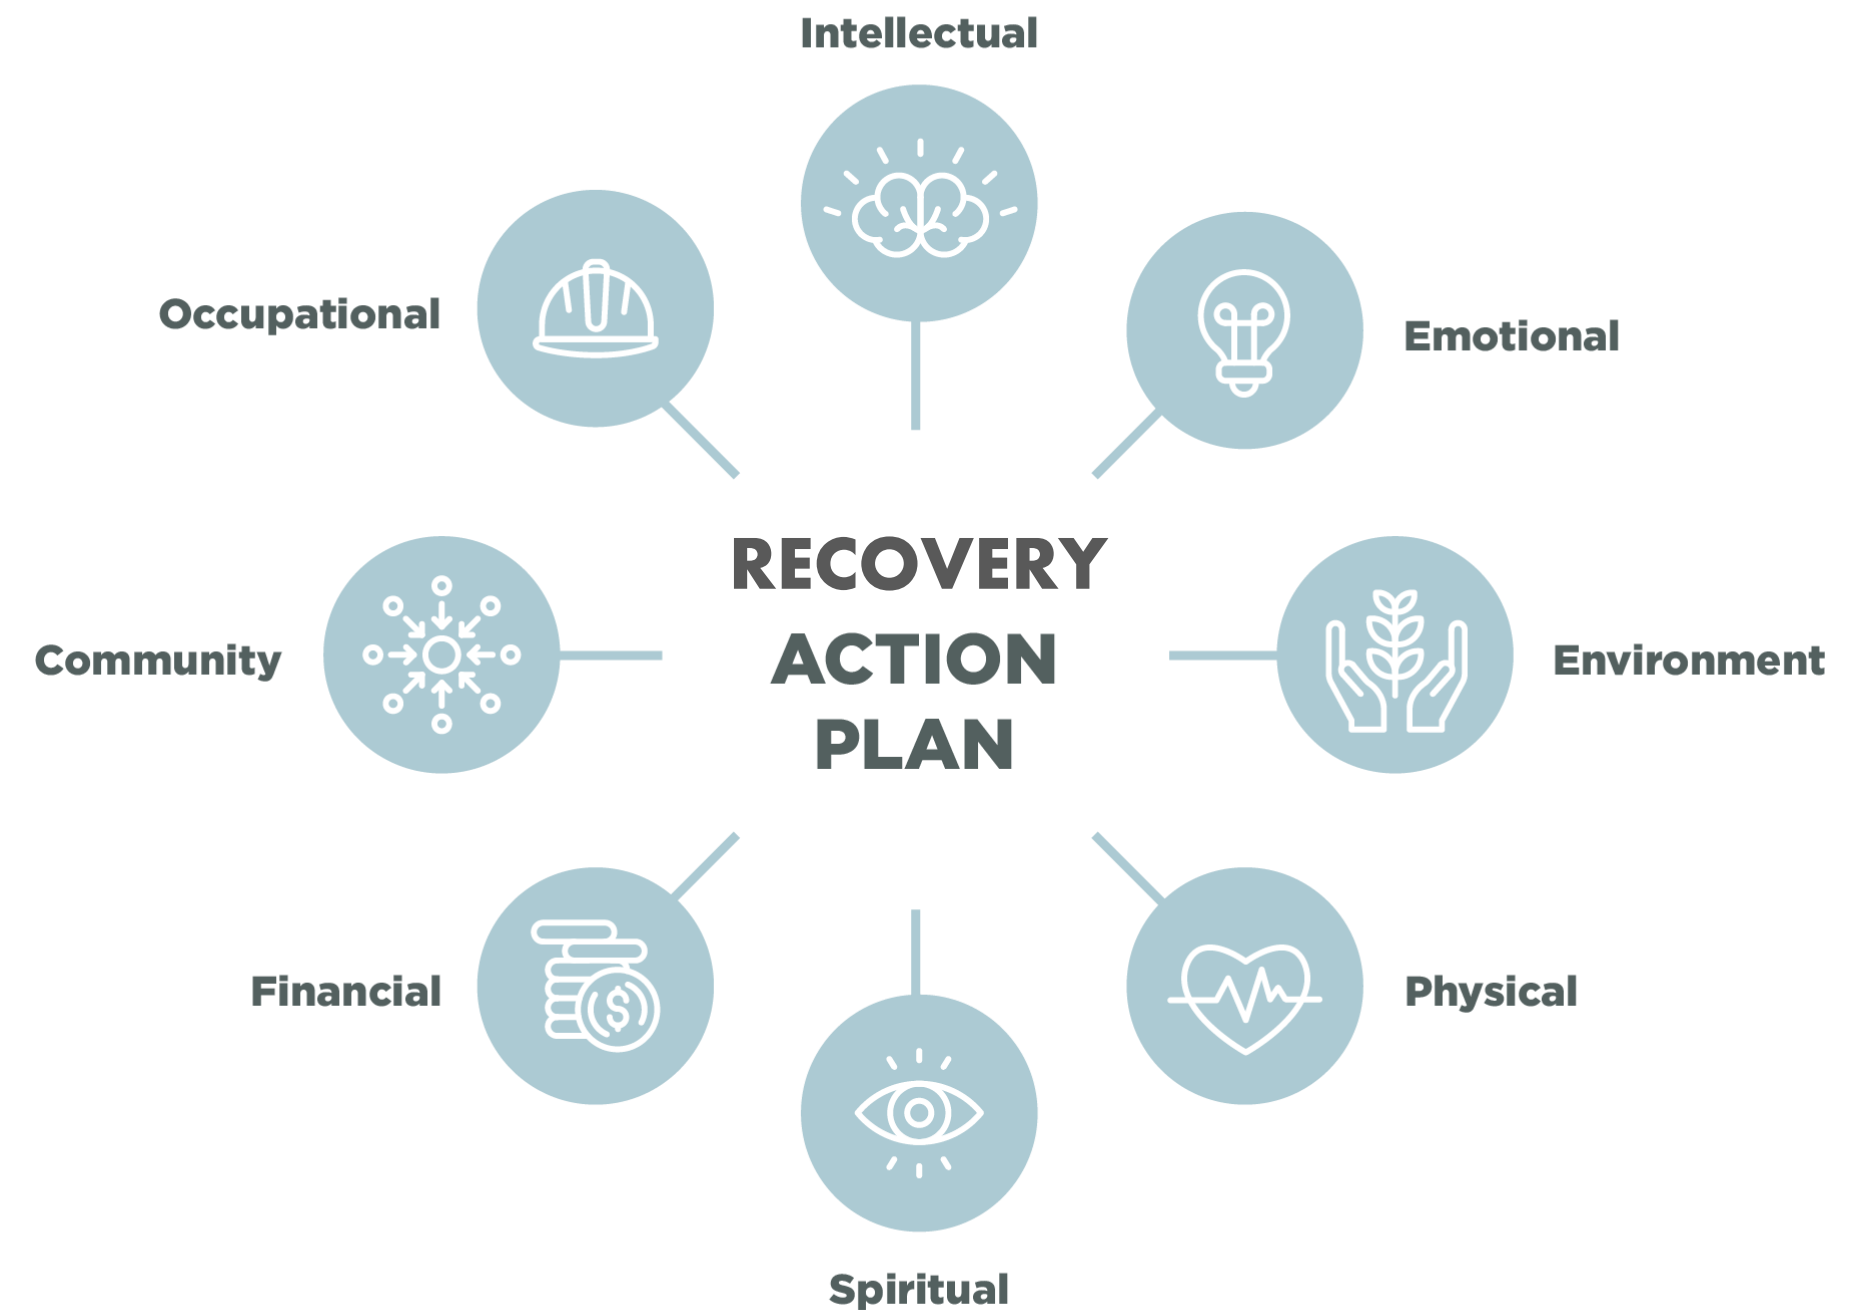 Intellectual
Occupational
Emotional
RECOVERY
ACTION
PLAN
Community
Environment
Financial
$
Physical
Spiritual